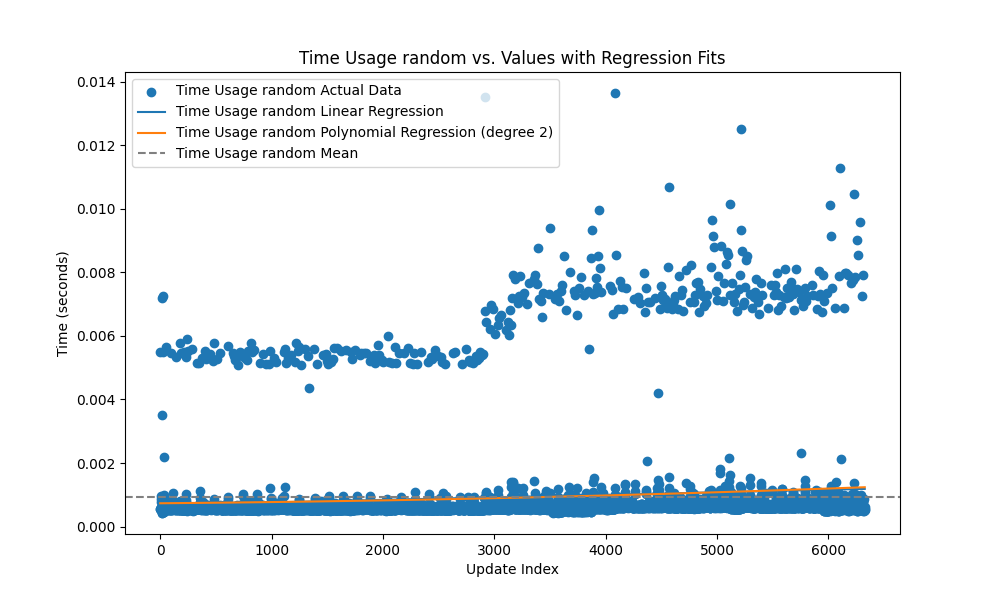 Time Usage random vs. Values with Regression Fits
Time Usage random Actual Data
Time Usage random Linear Regression
Time Usage random Polynomial Regression (degree 2)
Time Usage random Mean
Time (seconds)
0.014
0.012
0.010
0.008
0.006
0.004
0.002
0.000
0 1000 2000 3000 4000 5000 6000
Update Index